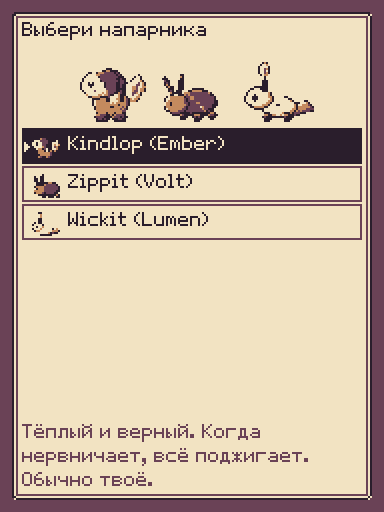 Выбери напарника
Kindlop (Ember)
Zippit (Volt)
Wickit (Lumen)
Тёплый и верный. Когда
нервничает, всё поджигает.
Обычно твоё.